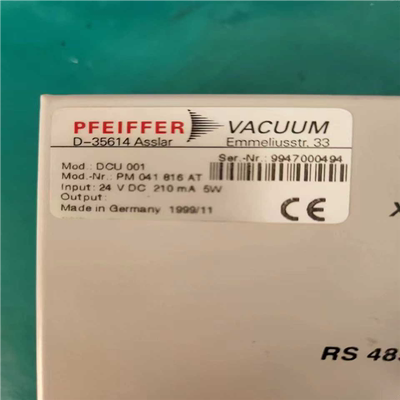 PFEIFFER VACUUM
D-35614 Asslar Emmeliusstr. 33
Mod.: DCU 001 Ser.-Nr.: 9947000494
Mod.-Nr.: PM 041 816 AT
Input: 24 V DC 210 mA 5W
Output:
Made in Germany 1999/11 CE
X
RS 485